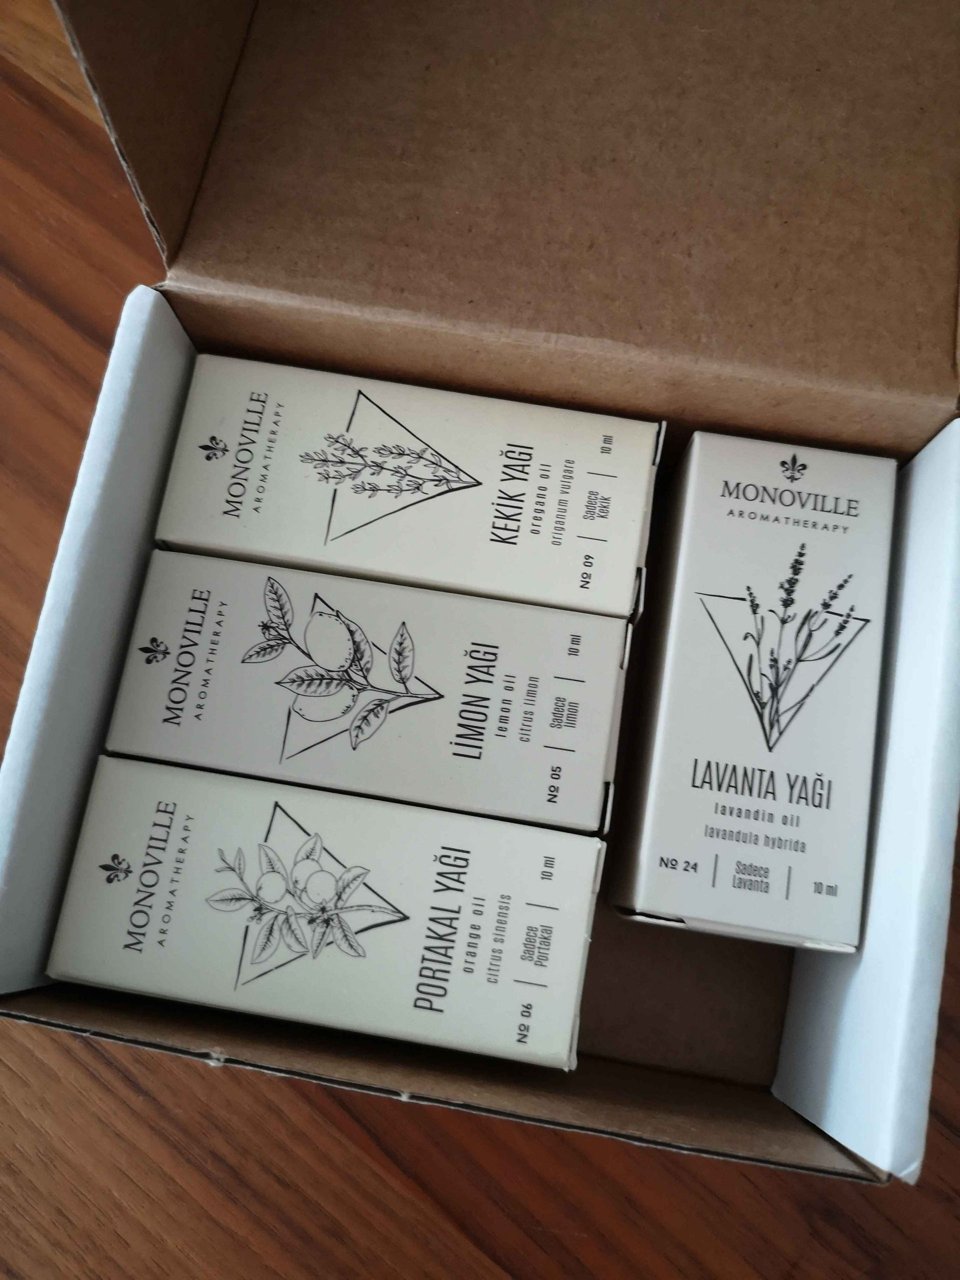 MONOVILLE
AROMATHERAPY
KEKİK YAĞI
oregano oil
origanum vulgare
№ 09
Sadece
Kekik
10 ml
MONOVILLE
AROMATHERAPY
LİMON YAĞI
lemon oil
citrus limon
№ 05
Sadece
limon
10 ml
MONOVILLE
AROMATHERAPY
PORTAKAL YAĞI
orange oil
citrus sinensis
№ 06
Sadece
Portakal
10 ml
MONOVILLE
AROMATHERAPY
LAVANTA YAĞI
lavandin oil
lavandula hybrida
№ 24
Sadece
Lavanta
10 ml